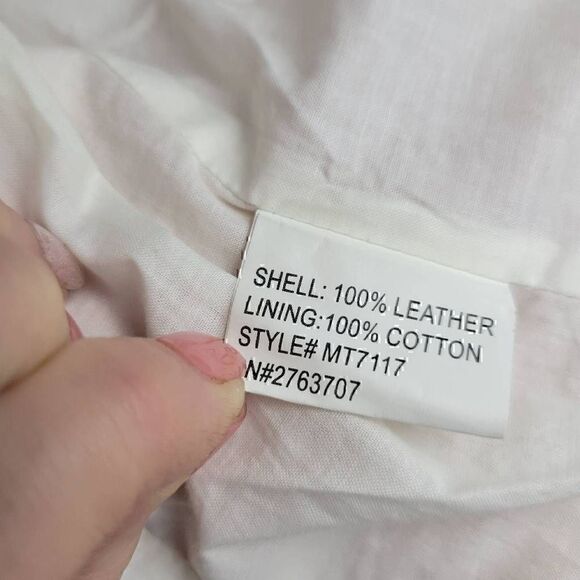 SHELL: 100% LEATHER
LINING:100% COTTON
STYLE# MT7117
N#2763707